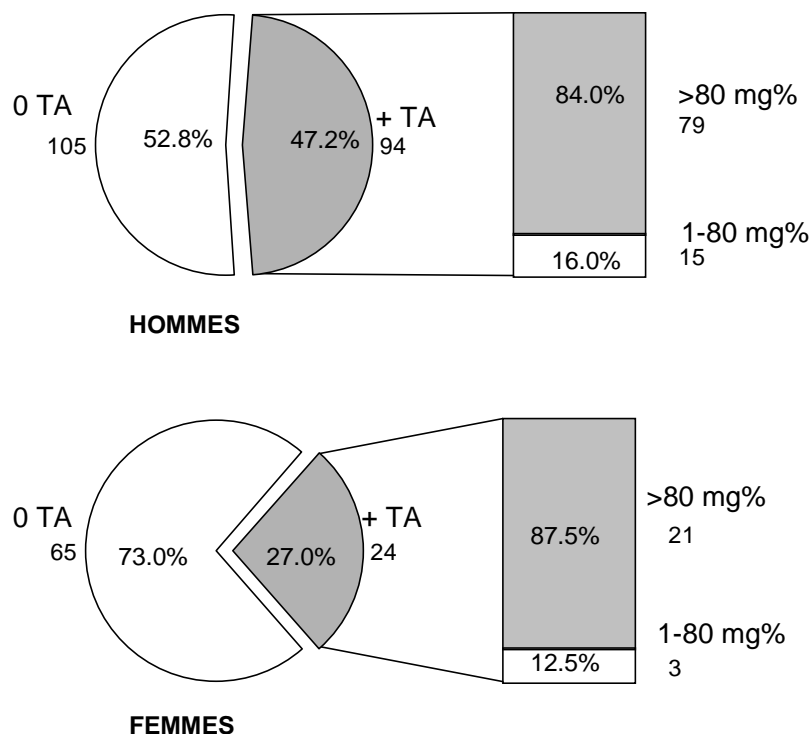 84.0%
>80 mg%
79
0 TA
105
52.8%
47.2%
+ TA
94
1-80 mg%
15
16.0%
HOMMES
0 TA
65
73.0%
27.0%
+ TA
24
87.5%
>80 mg%
21
1-80 mg%
3
12.5%
FEMMES